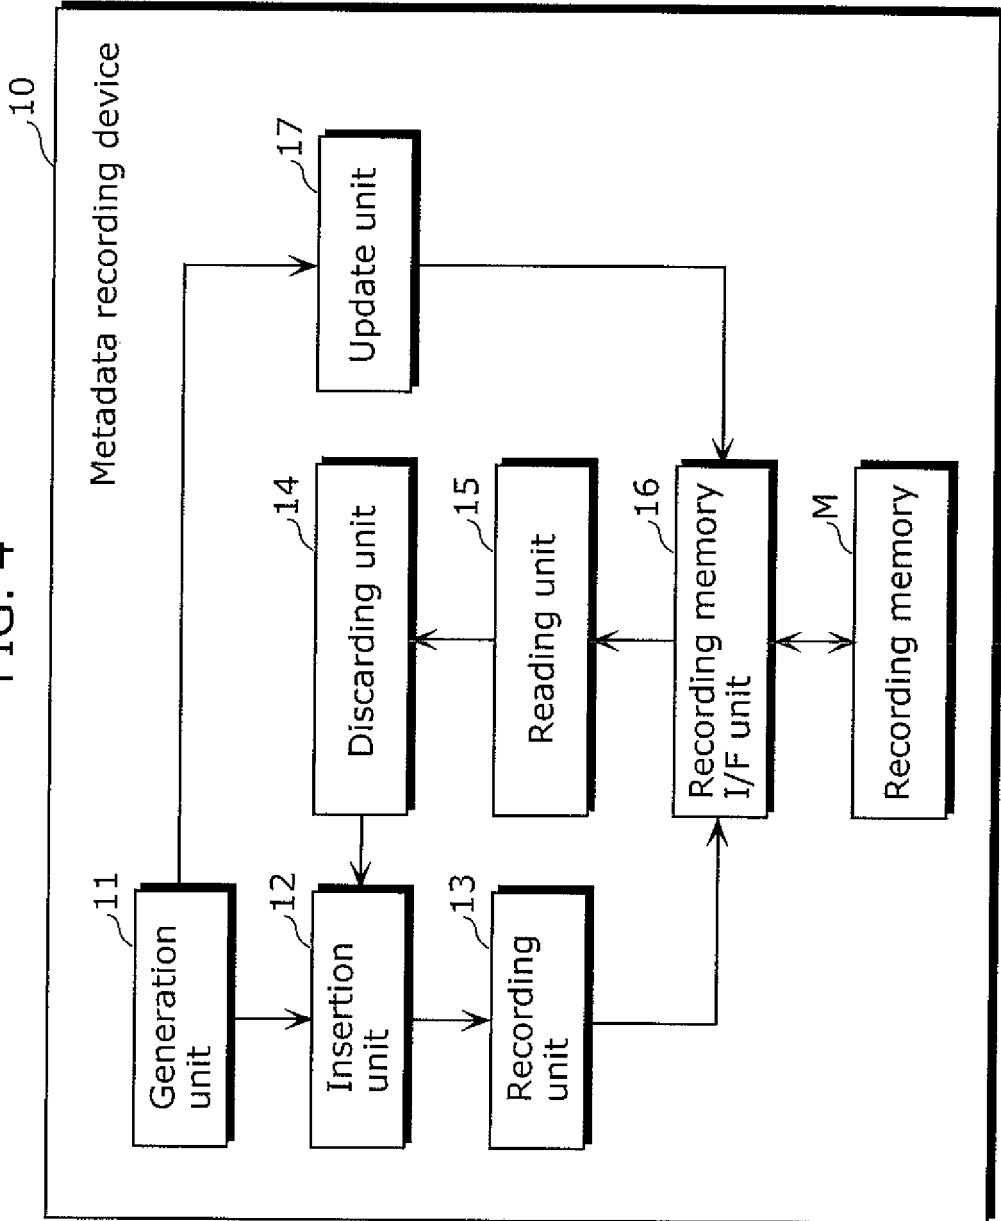 FIG. 4
10
Metadata recording device
11
Generation
unit
12
Insertion
unit
13
Recording
unit
14
Discarding unit
15
Reading unit
16
Recording memory
I/F unit
M
Recording memory
17
Update unit